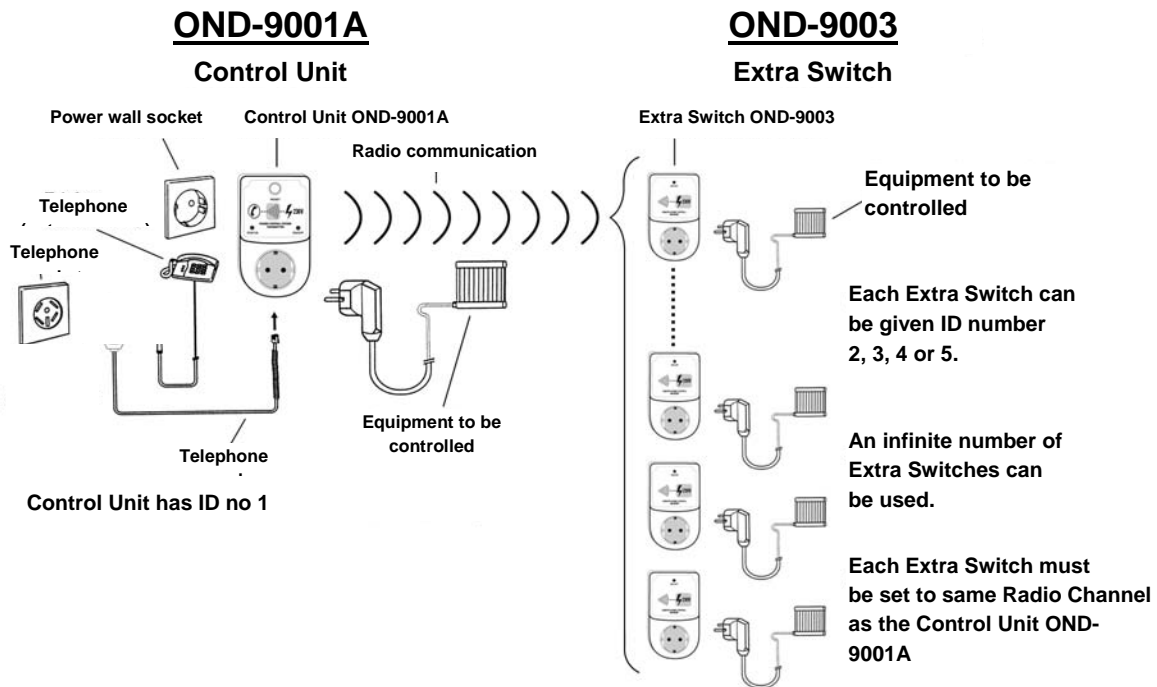 OND-9001A
Control Unit
OND-9003
Extra Switch
Power wall socket
Control Unit OND-9001A
Radio communication
Telephone
Telephone
Telephone
Equipment to be
controlled
Control Unit has ID no 1
Extra Switch OND-9003
Equipment to be
controlled
Each Extra Switch can
be given ID number
2, 3, 4 or 5.
An infinite number of
Extra Switches can
be used.
Each Extra Switch must
be set to same Radio Channel
as the Control Unit OND-
9001A